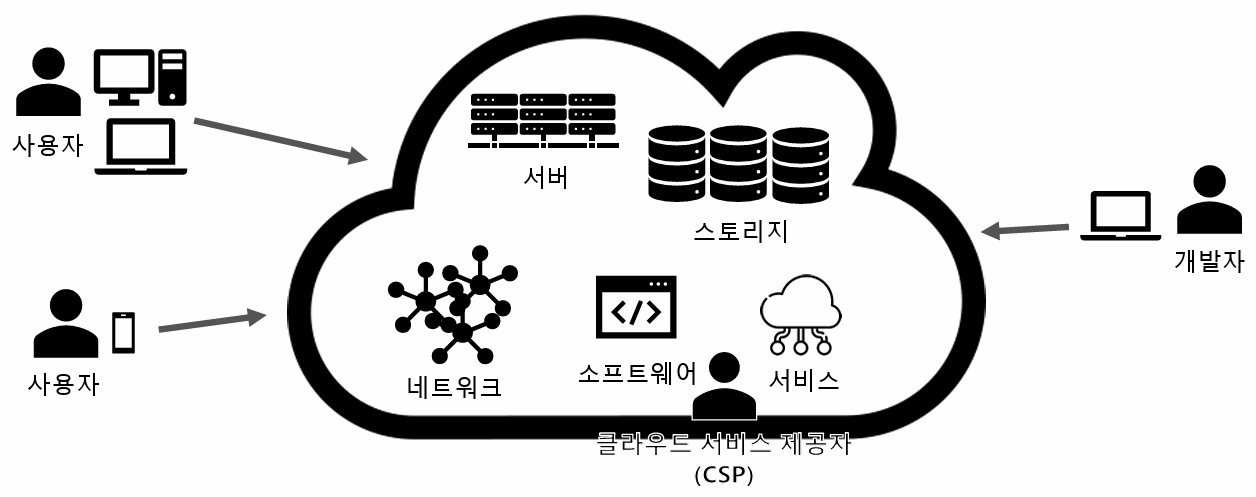 사용자
서버
스토리지
개발자
사용자
네트워크
소프트웨어
서비스
클라우드 서비스 제공자
(CSP)